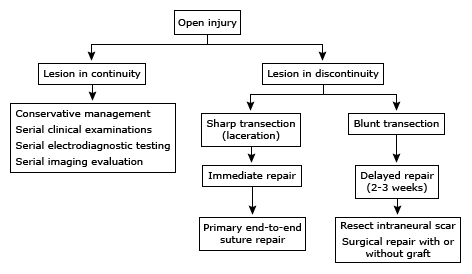 Open injury
Lesion in continuity
Lesion in discontinuity
Conservative management
Serial clinical examinations
Serial electrodiagnostic testing
Serial imaging evaluation
Sharp transection
(laceration)
Blunt transection
Immediate repair
Delayed repair
(2-3 weeks)
Primary end-to-end
suture repair
Resect intraneural scar
Surgical repair with or
without graft